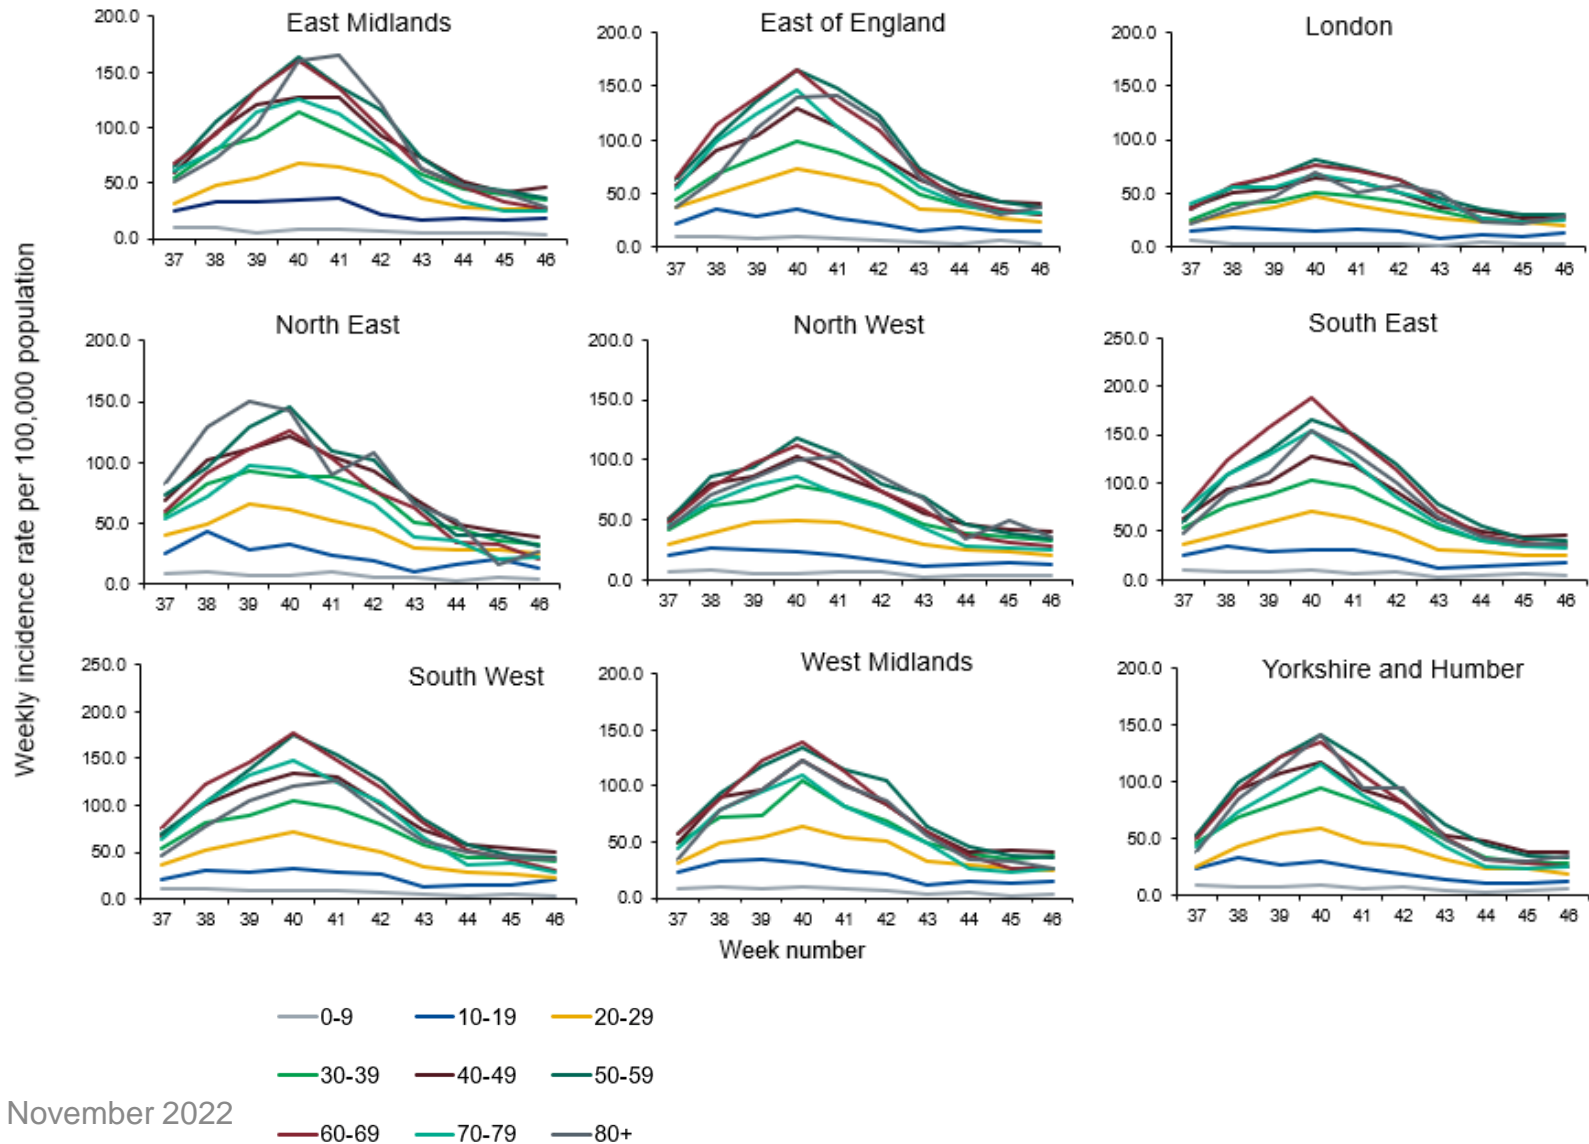 Weekly incidence rate per 100,000 population
East Midlands
200.0
150.0
100.0
50.0
0.0
37 38 39 40 41 42 43 44 45 46
East of England
200.0
150.0
100.0
50.0
0.0
37 38 39 40 41 42 43 44 45 46
London
200.0
150.0
100.0
50.0
0.0
37 38 39 40 41 42 43 44 45 46
North East
200.0
150.0
100.0
50.0
0.0
37 38 39 40 41 42 43 44 45 46
North West
200.0
150.0
100.0
50.0
0.0
37 38 39 40 41 42 43 44 45 46
South East
250.0
200.0
150.0
100.0
50.0
0.0
37 38 39 40 41 42 43 44 45 46
South West
250.0
200.0
150.0
100.0
50.0
0.0
37 38 39 40 41 42 43 44 45 46
West Midlands
200.0
150.0
100.0
50.0
0.0
37 38 39 40 41 42 43 44 45 46
Yorkshire and Humber
200.0
150.0
100.0
50.0
0.0
37 38 39 40 41 42 43 44 45 46
Week number
0-9 10-19 20-29
30-39 40-49 50-59
60-69 70-79 80+
November 2022